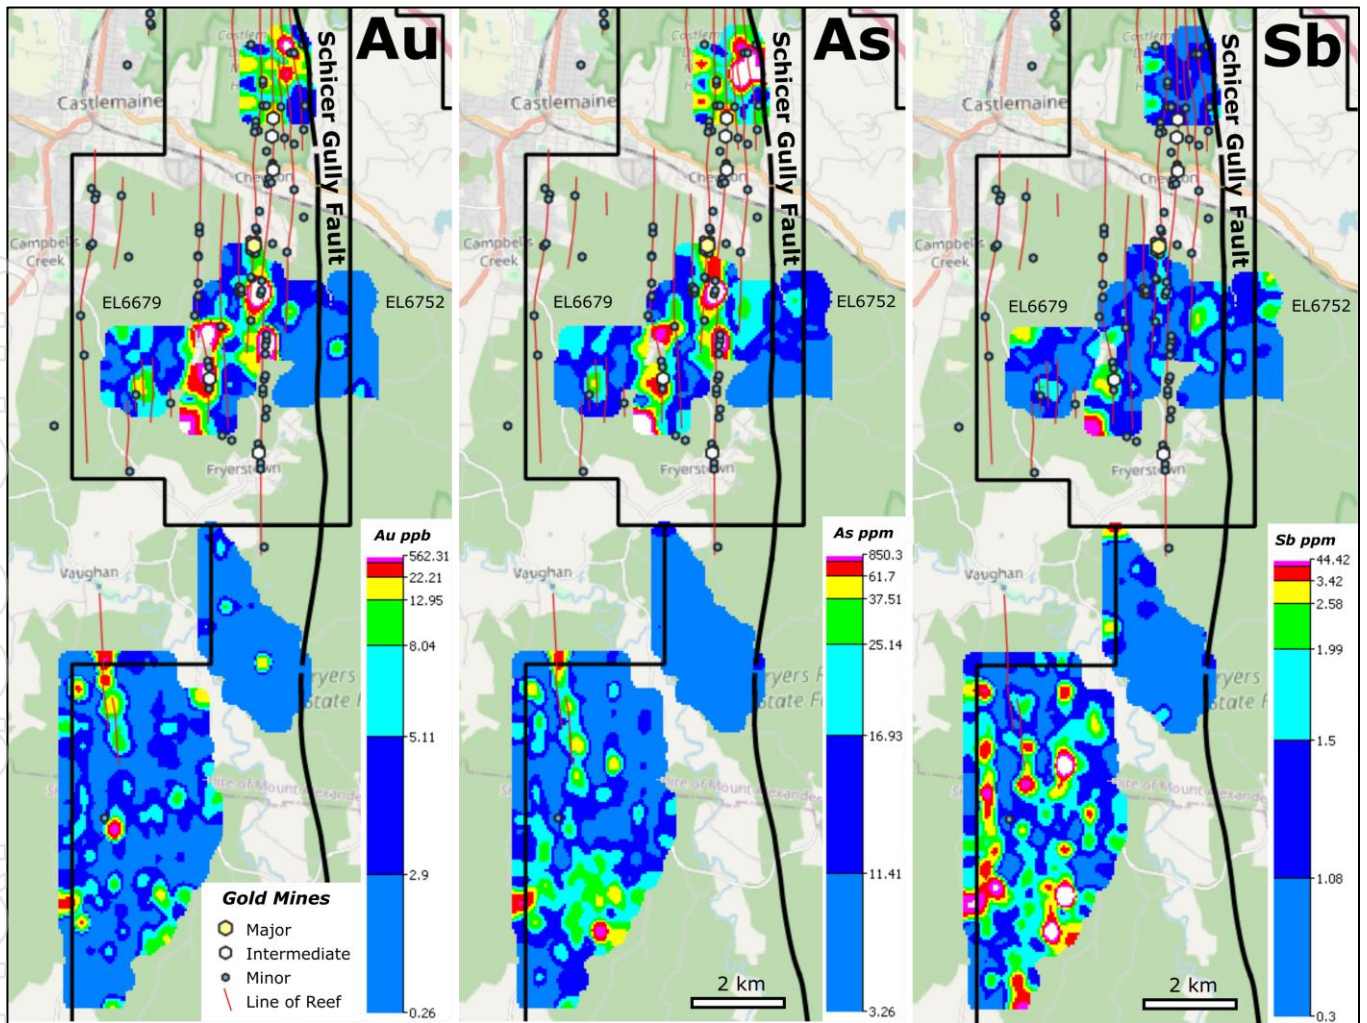 Au
Castlemaine
Schicer Gully Fault
Campbells
Creek
EL6679
EL6752
Fryerstown
Vaughan
Au ppb
562.31
22.21
12.95
8.04
5.11
2.9
0.26
Gold Mines
Major
Intermediate
Minor
Line of Reef
As
Castlemaine
Schicer Gully Fault
Campbells
Creek
EL6679
EL6752
Fryerstown
Vaughan
As ppm
850.3
61.7
37.51
25.14
16.93
11.41
3.26
2 km
Sb
Castlemaine
Schicer Gully Fault
Campbells
Creek
EL6679
EL6752
Fryerstown
Vaughan
Sb ppm
44.42
3.42
2.58
1.99
1.5
1.08
0.3
2 km